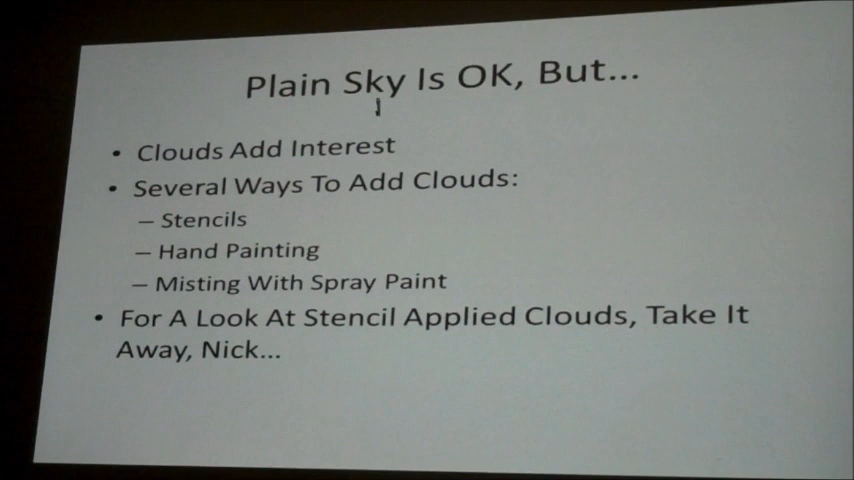 Plain Sky Is OK, But...
• Clouds Add Interest
• Several Ways To Add Clouds:
– Stencils
– Hand Painting
– Misting With Spray Paint
• For A Look At Stencil Applied Clouds, Take It
Away, Nick...